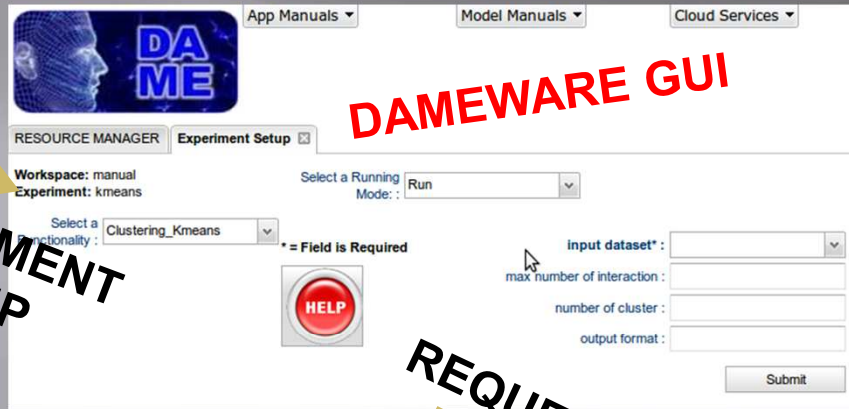 App Manuals
Model Manuals
Cloud Services
DA
ME
DAMEWARE GUI
RESOURCE MANAGER
Experiment Setup
Workspace: manual
Experiment: kmeans
Select a Running
Mode: :
Run
Select a
Functionality :
Clustering_Kmeans
* = Field is Required
HELP
input dataset* :
max number of interaction :
number of cluster :
output format :
Submit